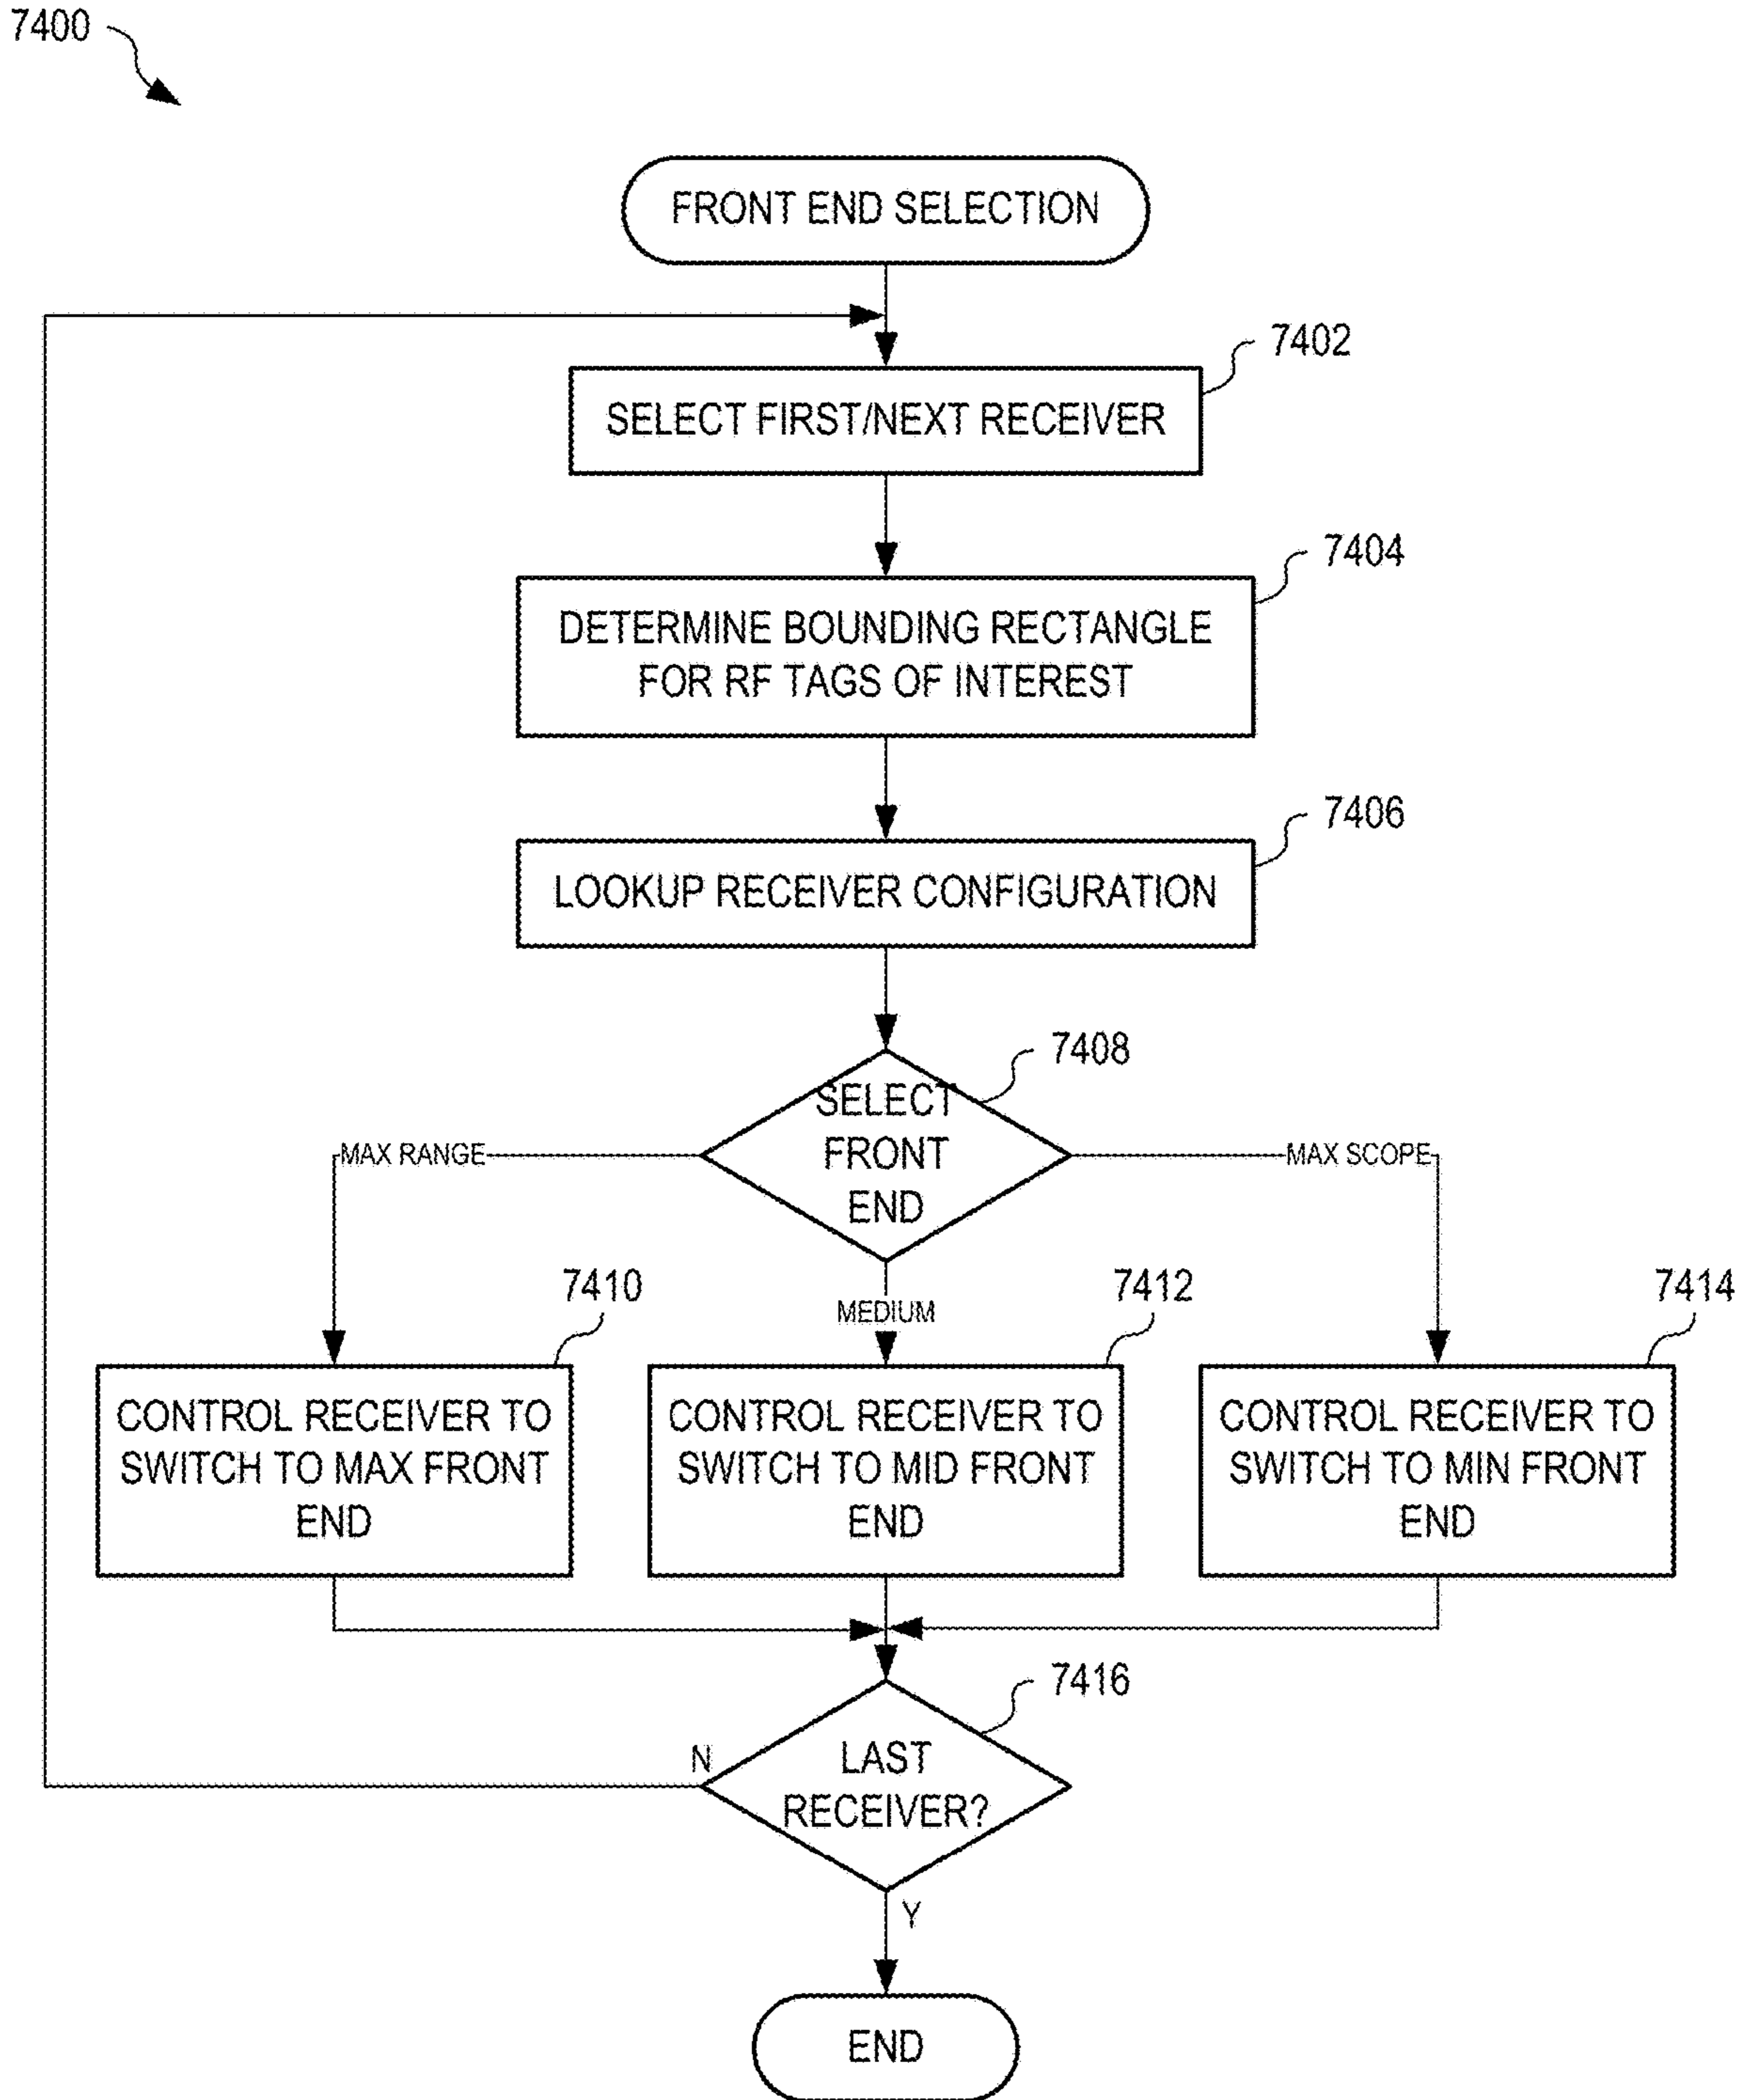 7400
FRONT END SELECTION
7402
SELECT FIRST/NEXT RECEIVER
7404
DETERMINE BOUNDING RECTANGLE
FOR RF TAGS OF INTEREST
7406
LOOKUP RECEIVER CONFIGURATION
7408
SELECT
FRONT
END
MAX RANGE
MAX SCOPE
MEDIUM
7410
CONTROL RECEIVER TO
SWITCH TO MAX FRONT
END
7412
CONTROL RECEIVER TO
SWITCH TO MID FRONT
END
7414
CONTROL RECEIVER TO
SWITCH TO MIN FRONT
END
7416
LAST
RECEIVER?
N
Y
END